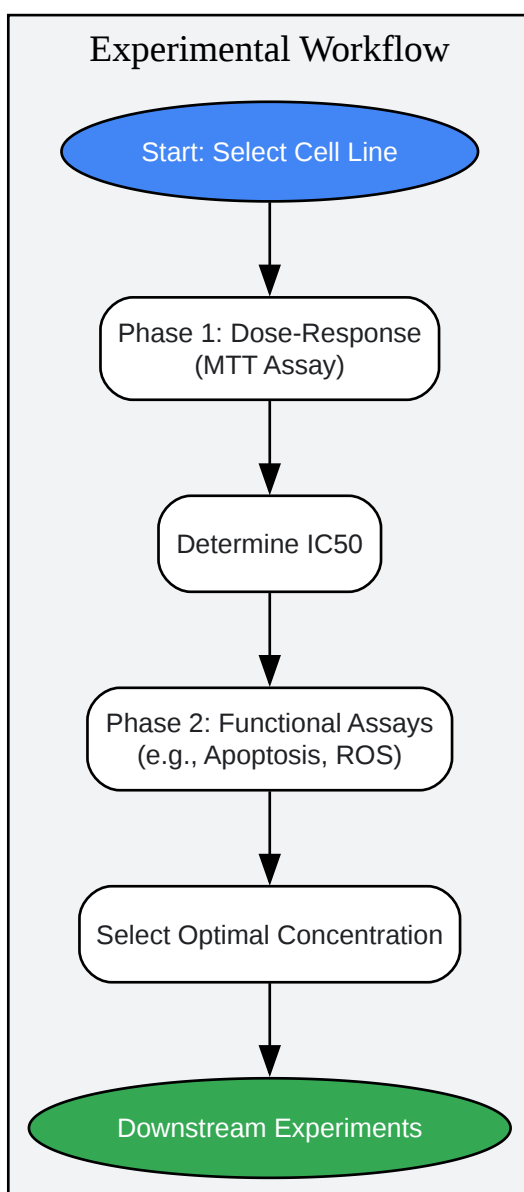 Experimental Workflow
Start: Select Cell Line
Phase 1: Dose-Response
(MTT Assay)
Determine IC50
Phase 2: Functional Assays
(e.g., Apoptosis, ROS)
Select Optimal Concentration
Downstream Experiments